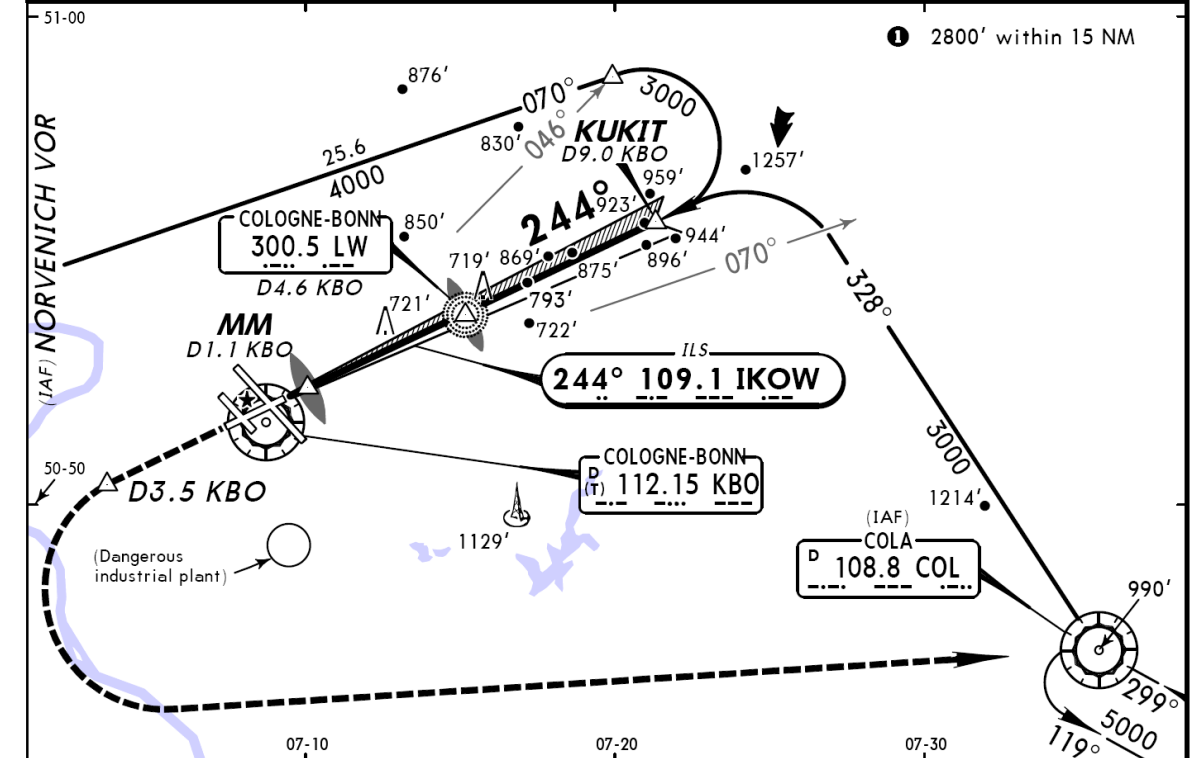 51-00
❶ 2800' within 15 NM
876'
070°
3000
(IAF) NORVENICH VOR
830'
046°
KUKIT
D9.0 KBO
25.6
4000
1257'
959'
244°
923'
COLOGNE-BONN
300.5 LW
D4.6 KBO
850'
944'
719'
869'
875'
896'
070°
328°
793'
722'
721'
MM
D1.1 KBO
ILS
244° 109.1 IKOW
COLOGNE-BONN
D
(T) 112.15 KBO
3000
50-50
D3.5 KBO
1214'
(IAF)
COLA
D 108.8 COL
1129'
(Dangerous
industrial plant)
990'
299°
5000
119°
07-10
07-20
07-30